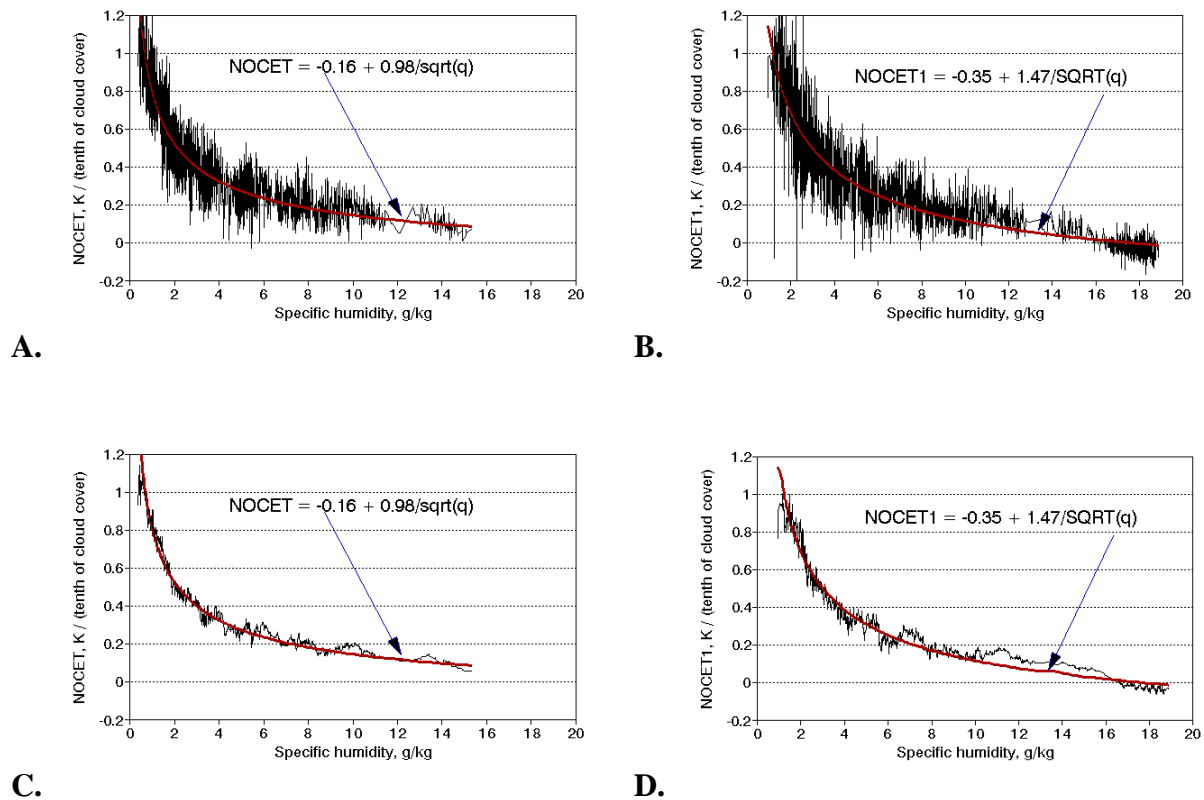 1.2
1
0.8
0.6
0.4
0.2
0
-0.2
NOCET, K / (tenth of cloud cover)
NOCET = -0.16 + 0.98/sqrt(q)
0 2 4 6 8 10 12 14 16 18 20
Specific humidity, g/kg
A.
1.2
1
0.8
0.6
0.4
0.2
0
-0.2
NOCET1, K / (tenth of cloud cover)
NOCET1 = -0.35 + 1.47/SQRT(q)
0 2 4 6 8 10 12 14 16 18 20
Specific humidity, g/kg
B.
1.2
1
0.8
0.6
0.4
0.2
0
-0.2
NOCET, K / (tenth of cloud cover)
NOCET = -0.16 + 0.98/sqrt(q)
0 2 4 6 8 10 12 14 16 18 20
Specific humidity, g/kg
C.
1.2
1
0.8
0.6
0.4
0.2
0
-0.2
NOCET1, K / (tenth of cloud cover)
NOCET1 = -0.35 + 1.47/SQRT(q)
0 2 4 6 8 10 12 14 16 18 20
Specific humidity, g/kg
D.